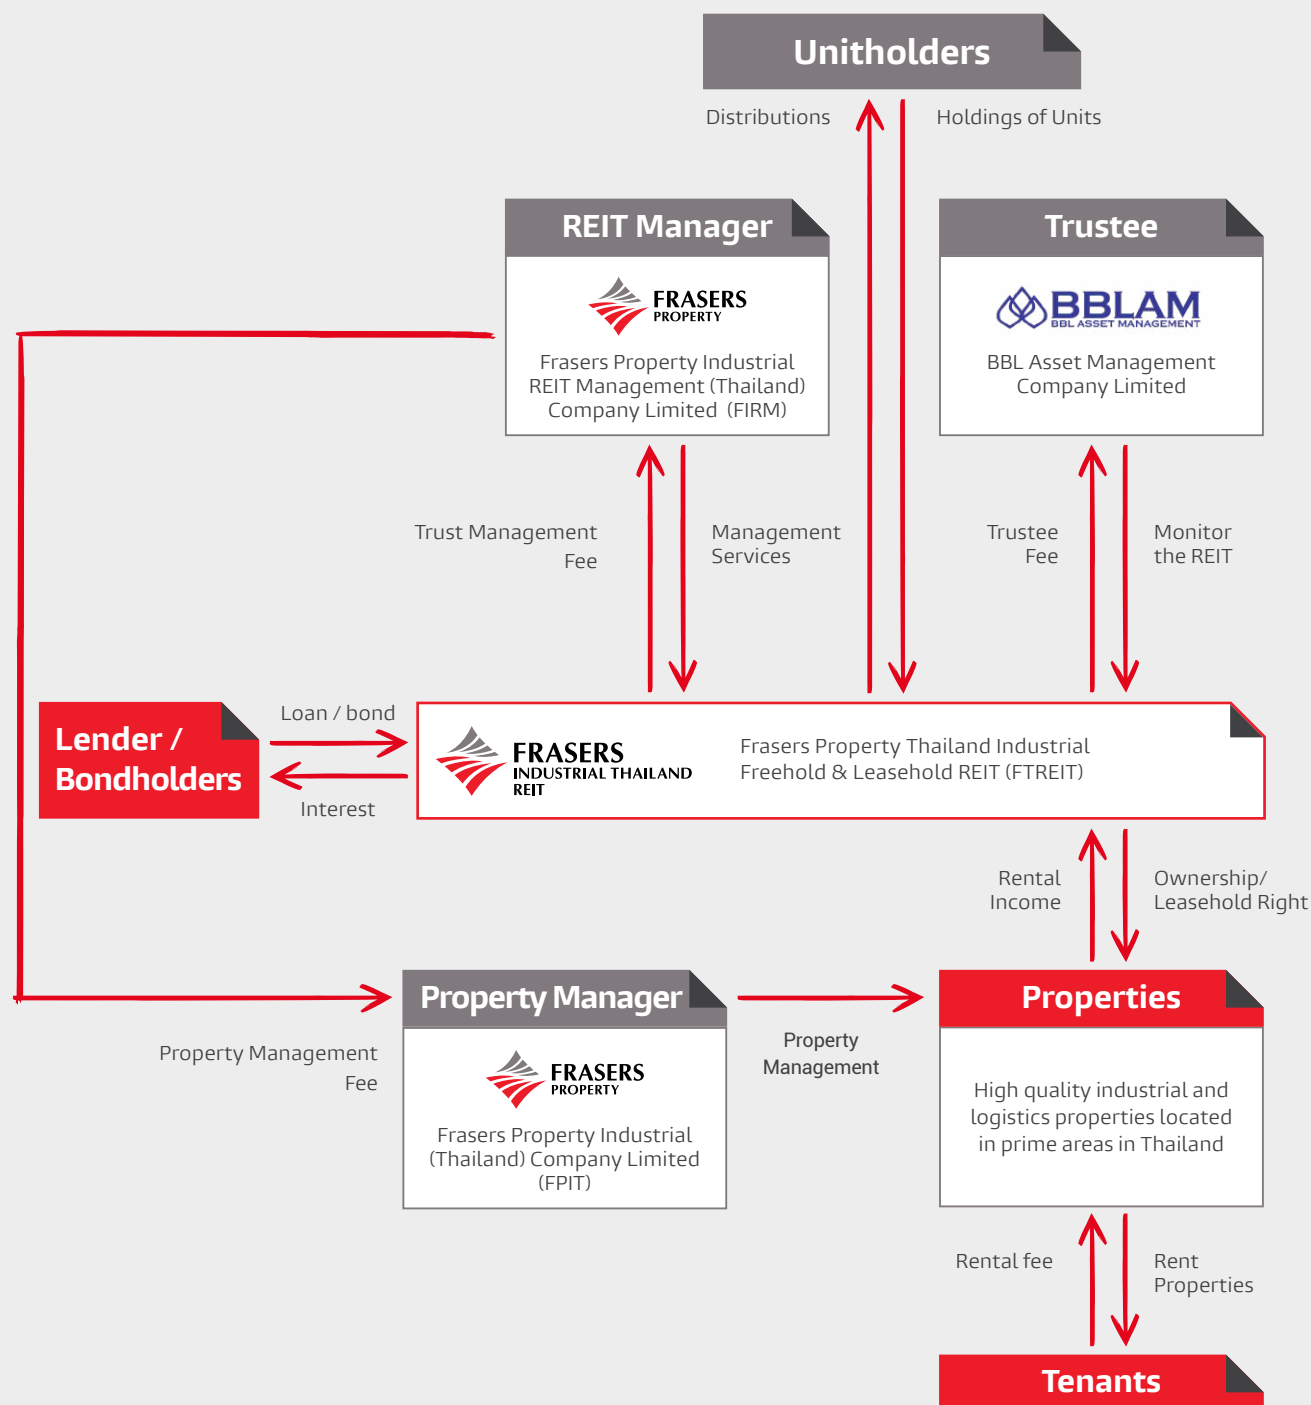 Unitholders
Distributions
Holdings of Units
REIT Manager
FRASERS
PROPERTY
Frasers Property Industrial
REIT Management (Thailand)
Company Limited (FIRM)
Trustee
BBLAM
BBL ASSET MANAGEMENT
BBL Asset Management
Company Limited
Trust Management
Fee
Management
Services
Trustee
Fee
Monitor
the REIT
Lender /
Bondholders
Loan / bond
Interest
FRASERS
INDUSTRIAL THAILAND
REIT
Frasers Property Thailand Industrial
Freehold & Leasehold REIT (FTREIT)
Rental
Income
Ownership/
Leasehold Right
Property Management
Fee
Property Manager
FRASERS
PROPERTY
Frasers Property Industrial
(Thailand) Company Limited
(FPIT)
Property
Management
Properties
High quality industrial and
logistics properties located
in prime areas in Thailand
Rental fee
Rent
Properties
Tenants